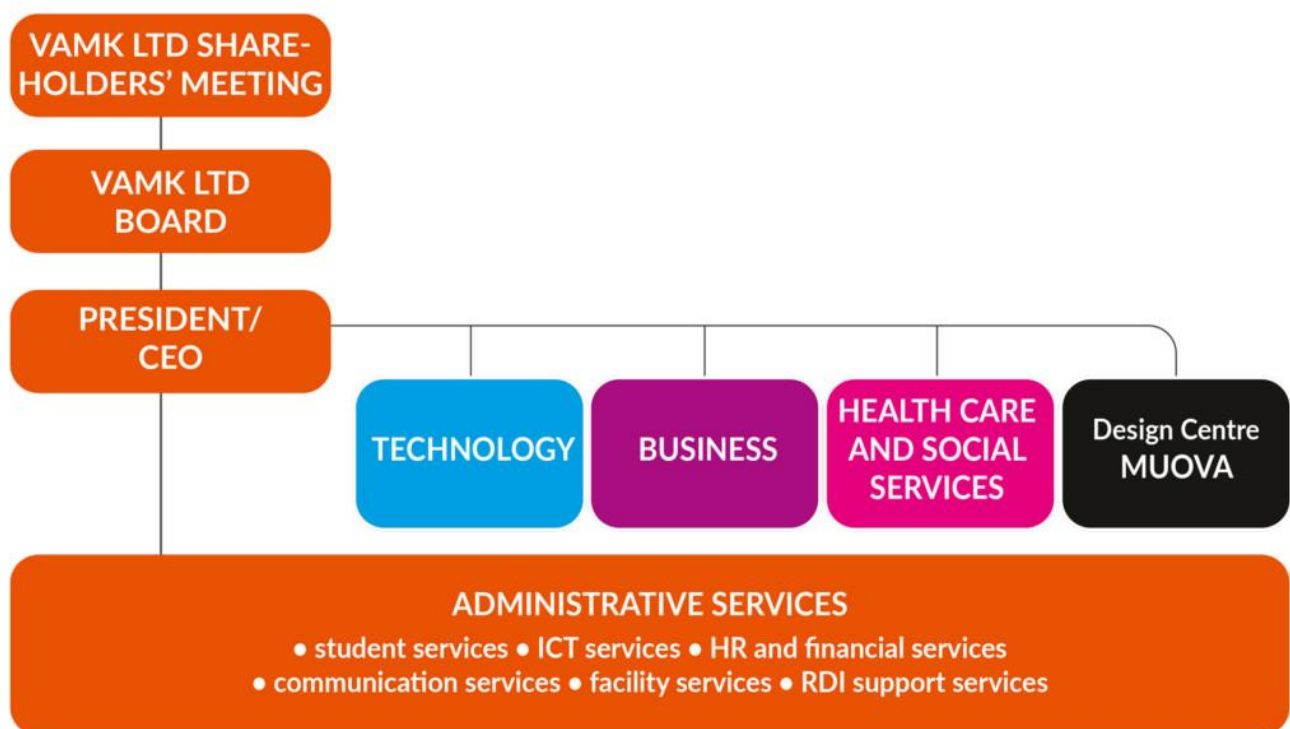 VAMK LTD SHARE-
HOLDERS’ MEETING
VAMK LTD
BOARD
PRESIDENT/
CEO
TECHNOLOGY
BUSINESS
HEALTH CARE
AND SOCIAL
SERVICES
Design Centre
MUOVA
ADMINISTRATIVE SERVICES
● student services ● ICT services ● HR and financial services
● communication services ● facility services ● RDI support services